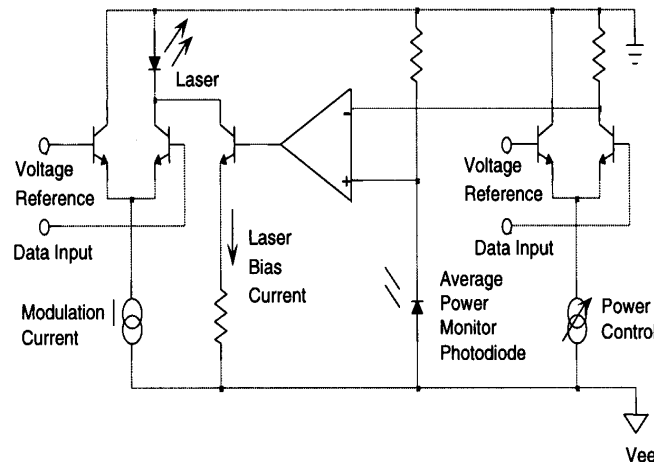 Laser
-
+
Voltage
Reference
Data Input
Laser
Bias
Current
Modulation
Current
Average
Power
Monitor
Photodiode
Voltage
Reference
Data Input
Power
Control
Vee